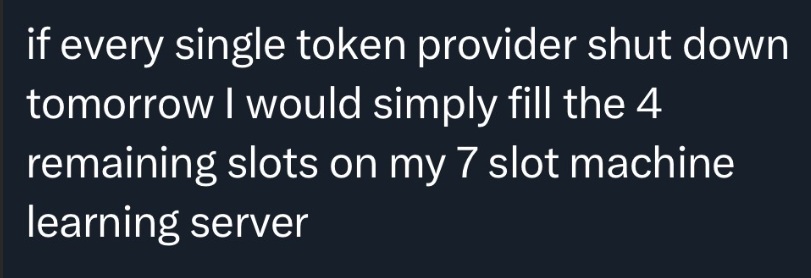 if every single token provider shut down
tomorrow I would simply fill the 4
remaining slots on my 7 slot machine
learning server